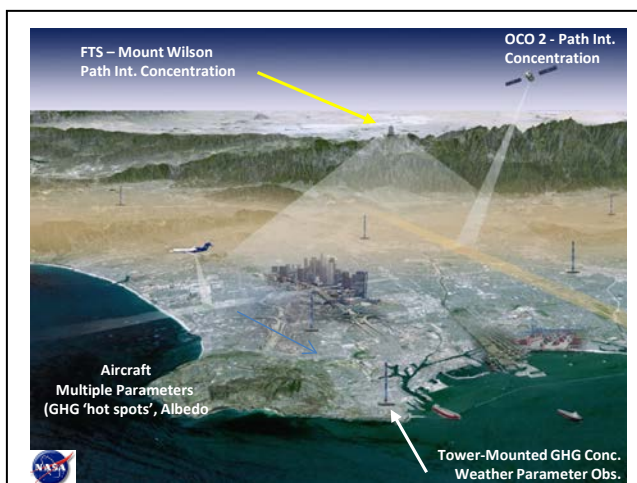 FTS – Mount Wilson
Path Int. Concentration
OCO 2 - Path Int.
Concentration
Aircraft
Multiple Parameters
(GHG 'hot spots', Albedo
Tower-Mounted GHG Conc.
Weather Parameter Obs.
NASA